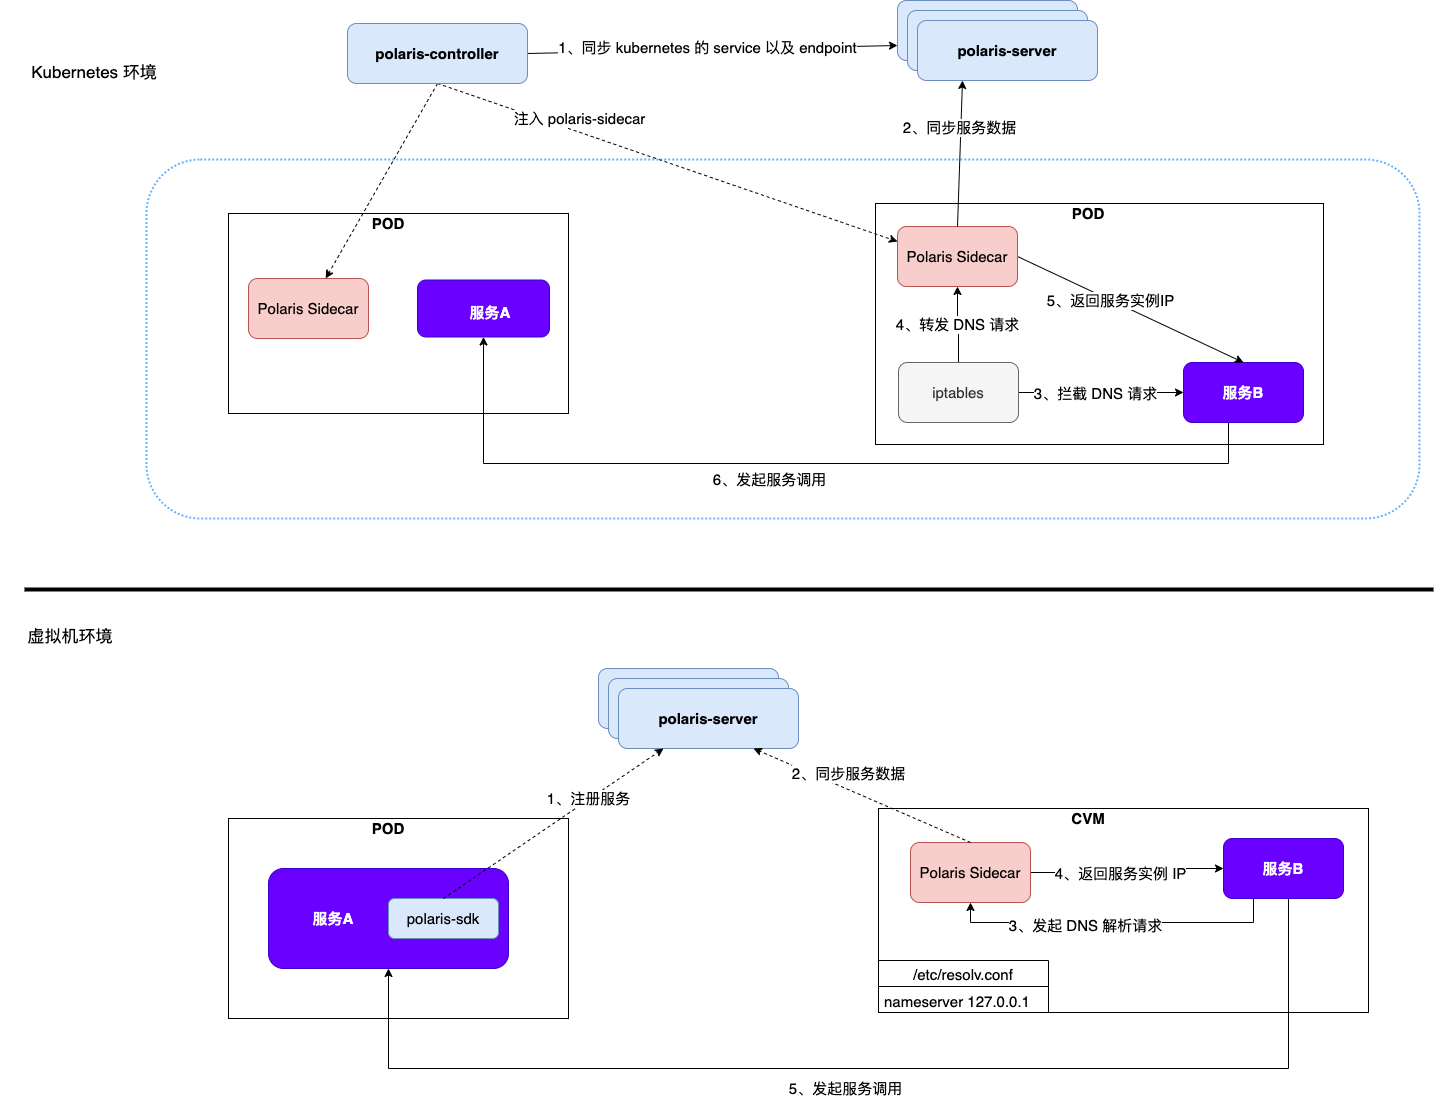 polaris-controller
1、同步 kubernetes 的 service 以及 endpoint
polaris-server
Kubernetes 环境
注入 polaris-sidecar
2、同步服务数据
POD
Polaris Sidecar
服务A
POD
Polaris Sidecar
5、返回服务实例IP
4、转发 DNS 请求
iptables
3、拦截 DNS 请求
服务B
6、发起服务调用
虚拟机环境
polaris-server
1、注册服务
2、同步服务数据
POD
服务A
polaris-sdk
CVM
Polaris Sidecar
4、返回服务实例 IP
服务B
3、发起 DNS 解析请求
/etc/resolv.conf
nameserver 127.0.0.1
5、发起服务调用